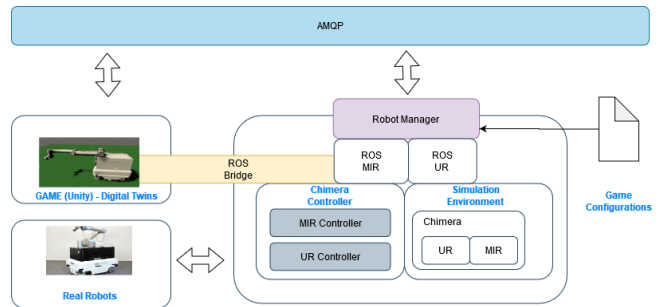 AMQP
Robot Manager
ROS
MIR
ROS
UR
ROS
Bridge
GAME (Unity) - Digital Twins
Chimera
Controller
MIR Controller
UR Controller
Simulation
Environment
Chimera
UR
MIR
Game
Configurations
Real Robots